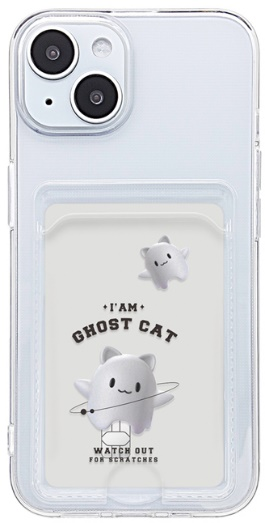 I'AM
GHOST CAT
WATCH OUT
FOR SCRATCHES